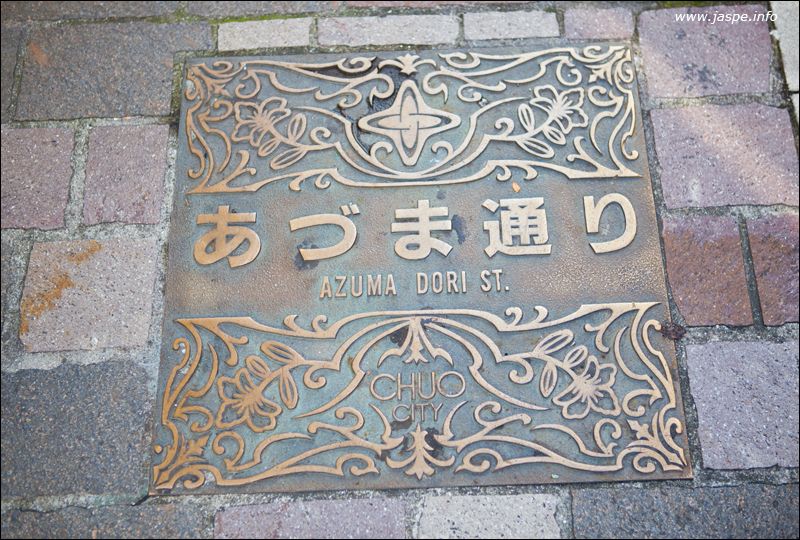 www.jaspe.info
あづま通り
AZUMA DORI ST.
CHUO
CITY